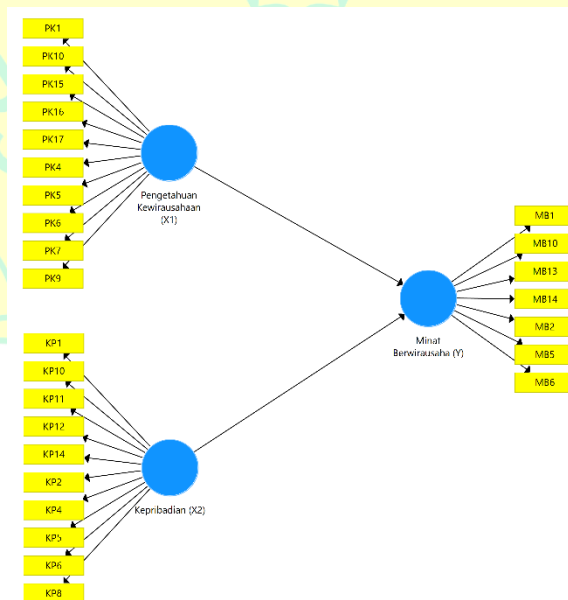 PK1
PK10
PK15
PK16
PK17
PK4
PK5
PK6
PK7
PK9
Pengetahuan
Kewirausahaan
(X1)
KP1
KP10
KP11
KP12
KP14
KP2
KP4
KP5
KP6
KP8
Kepribadian (X2)
Minat
Berwirausaha (Y)
MB1
MB10
MB13
MB14
MB2
MB5
MB6